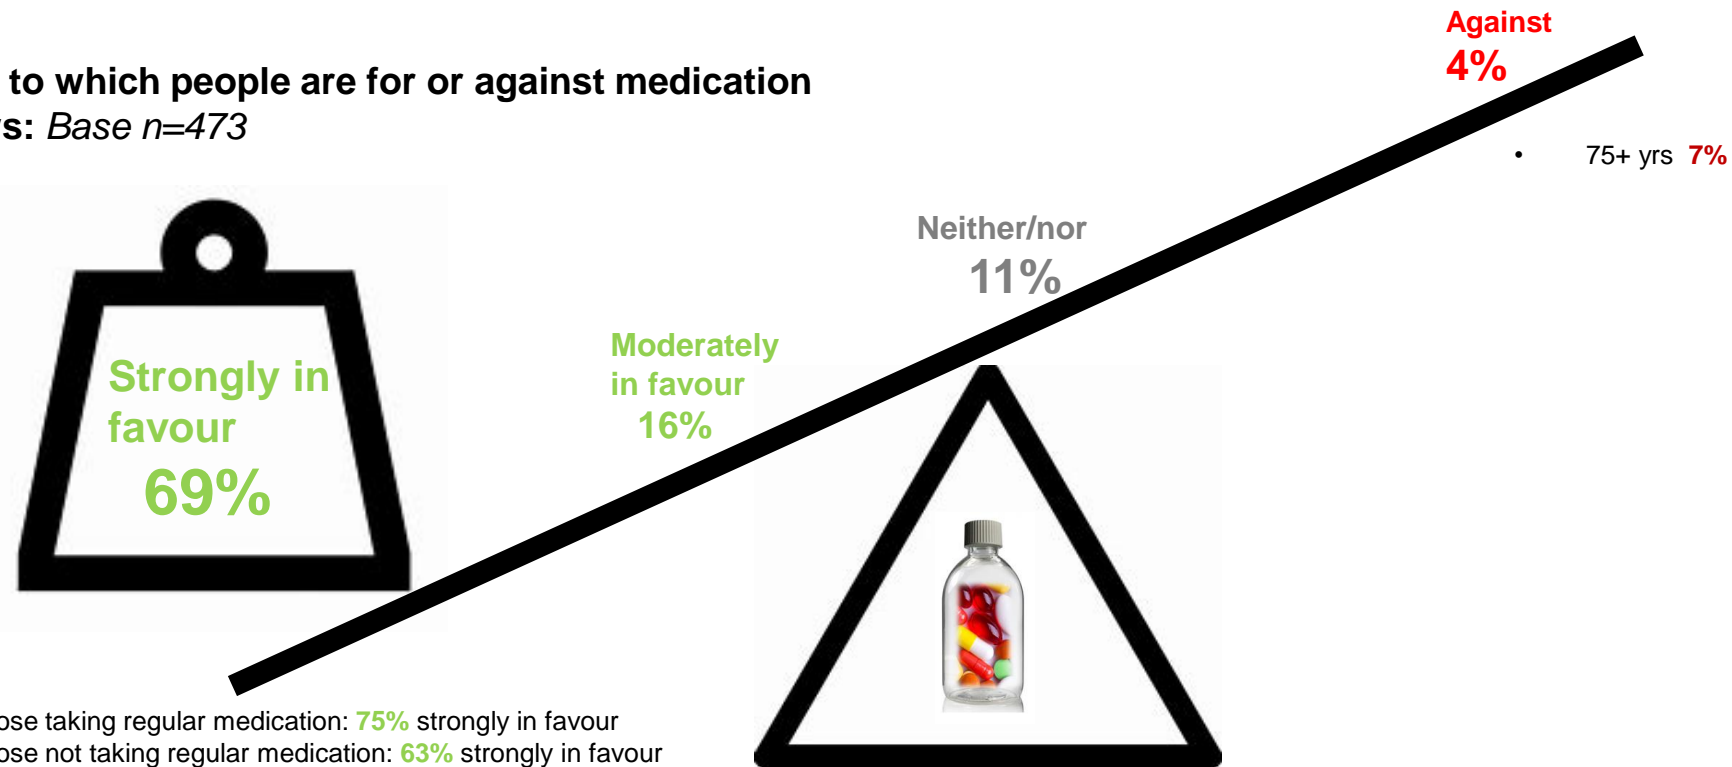 to which people are for or against medication
s: Base n=473
Against
4%
• 75+ yrs 7%
Neither/nor
11%
Moderately
in favour
16%
Strongly in
favour
69%
ose taking regular medication: 75% strongly in favour
ose not taking regular medication: 63% strongly in favour